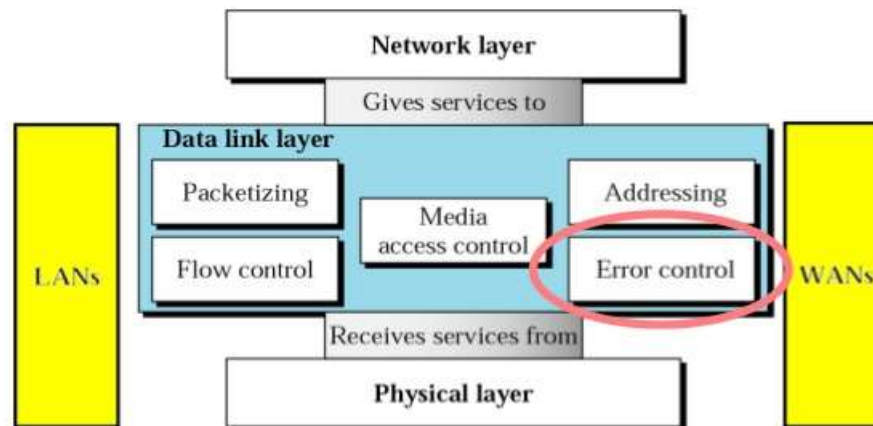 Network layer
Gives services to
Data link layer
Packetizing
Addressing
Media
access control
Flow control
Error control
LANs
WANs
Receives services from
Physical layer